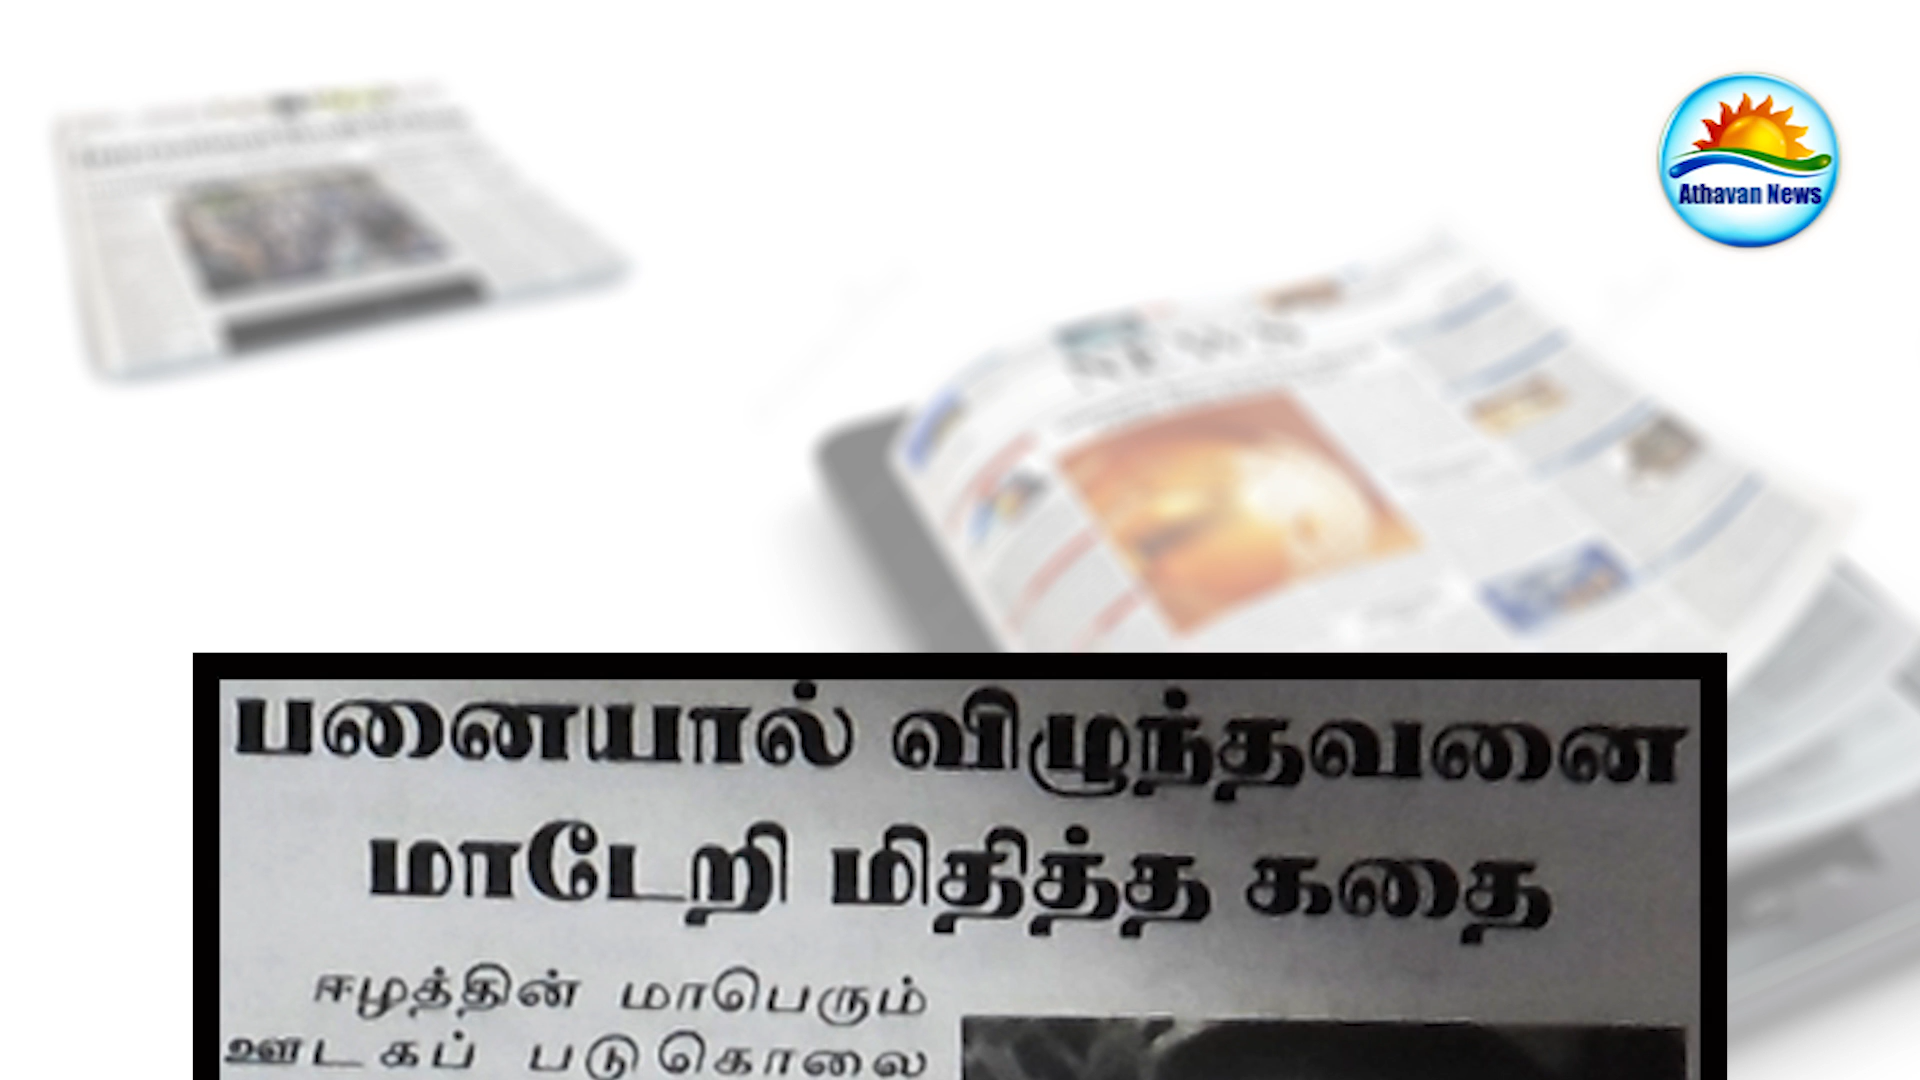 Athavan News
பனையால் விழுந்தவனை
மாடேறி மிதித்த கதை
ஈழத்தின் மாபெரும்
ஊடகப் படுகொலை